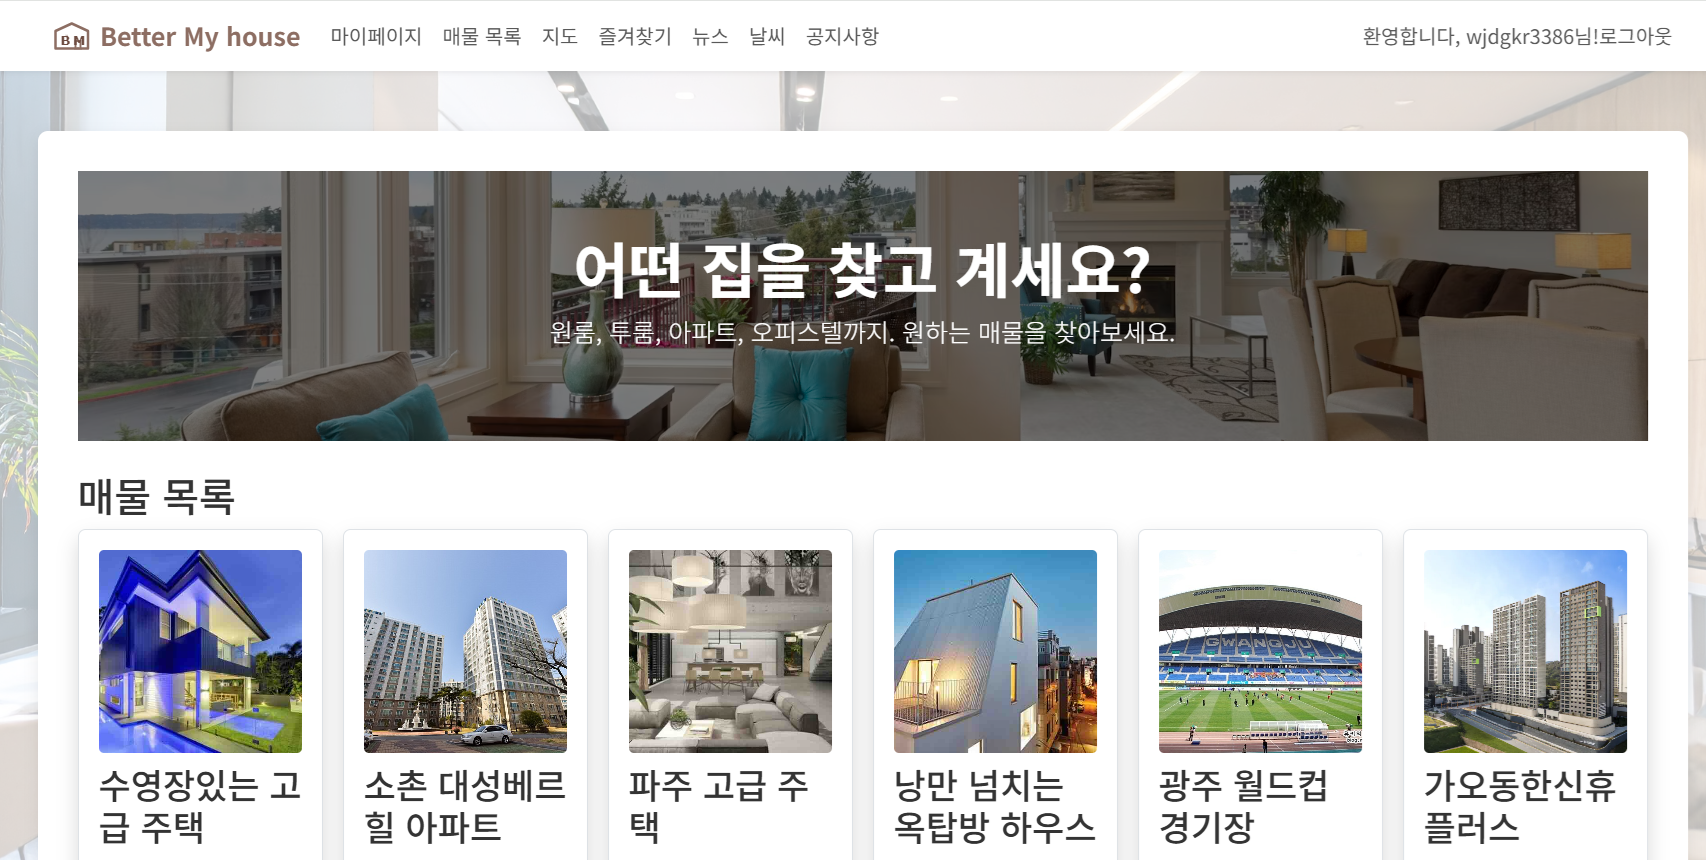 BM Better My house 마이페이지 매물 목록 지도 즐겨찾기 뉴스 날씨 공지사항 환영합니다, wjdgkr3386님!로그아웃
어떤 집을 찾고 계세요?
원룸, 투룸, 아파트, 오피스텔까지. 원하는 매물을 찾아보세요.
매물 목록
GWANGJU
수영장있는 고
급 주택
소촌 대성베르
힐 아파트
파주 고급 주
택
낭만 넘치는
옥탑방 하우스
광주 월드컵
경기장
가오동한신휴
플러스